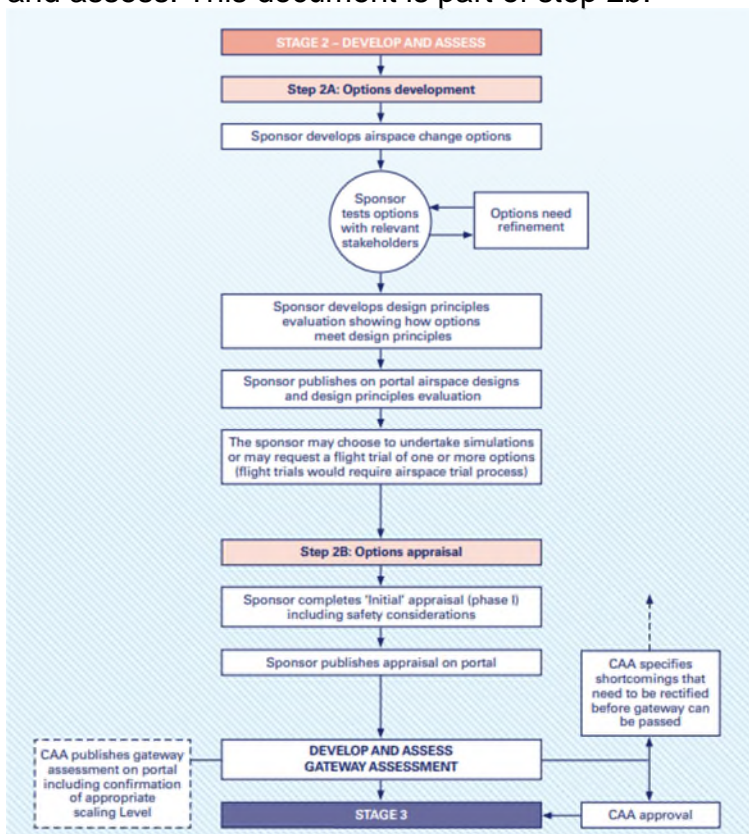 and assess. This document is part of step 2b.
STAGE 2 – DEVELOP AND ASSESS
Step 2A: Options development
Sponsor develops airspace change options
Sponsor
tests options
with relevant
stakeholders
Options need
refinement
Sponsor develops design principles
evaluation showing how options
meet design principles
Sponsor publishes on portal airspace designs
and design principles evaluation
The sponsor may choose to undertake simulations
or may request a flight trial of one or more options
(flight trials would require airspace trial process)
Step 2B: Options appraisal
Sponsor completes ‘Initial’ appraisal (phase I)
including safety considerations
Sponsor publishes appraisal on portal
CAA specifies
shortcomings that
need to be rectified
before gateway can
be passed
CAA publishes gateway
assessment on portal
including confirmation
of appropriate
scaling Level
DEVELOP AND ASSESS
GATEWAY ASSESSMENT
STAGE 3
CAA approval